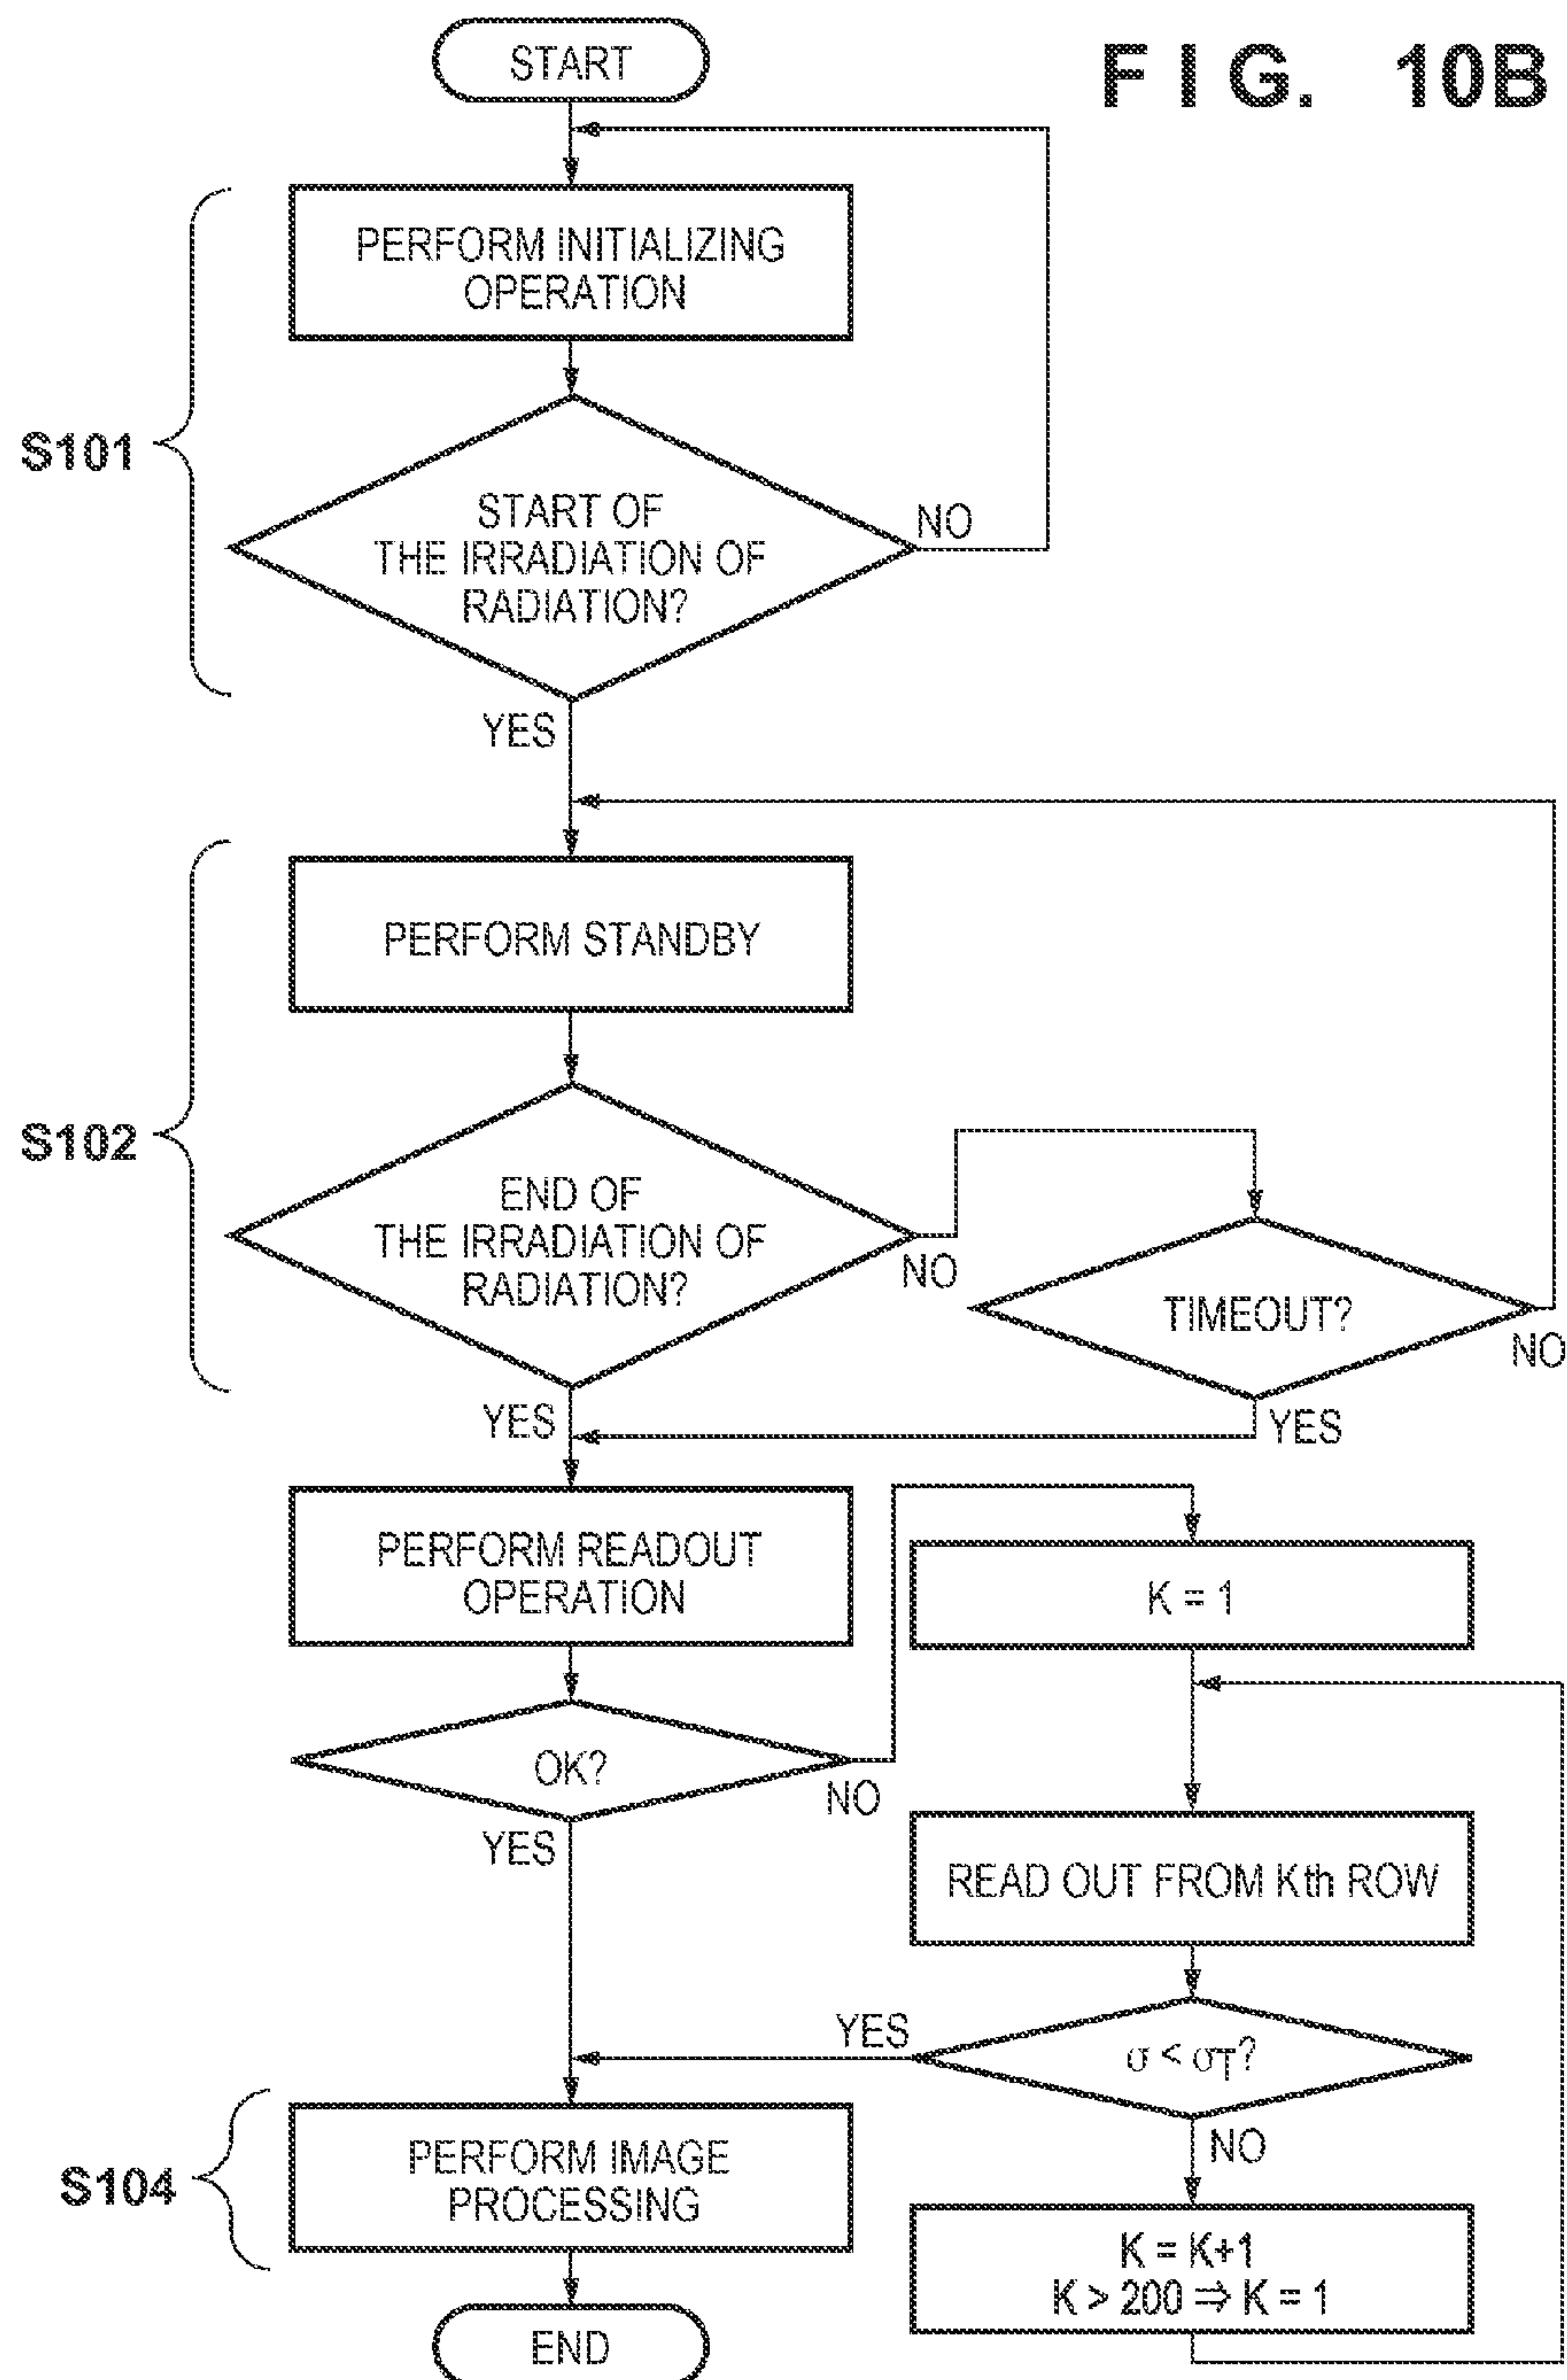 FIG. 10B
START
PERFORM INITIALIZING
OPERATION
S101
START OF
THE IRRADIATION OF
RADIATION?
NO
YES
PERFORM STANDBY
S102
END OF
THE IRRADIATION OF
RADIATION?
NO
TIMEOUT?
NO
YES
YES
PERFORM READOUT
OPERATION
K = 1
OK?
NO
YES
READ OUT FROM Kth ROW
YES
σ < σT?
NO
S104
PERFORM IMAGE
PROCESSING
K = K+1
K > 200 ⇒ K = 1
END